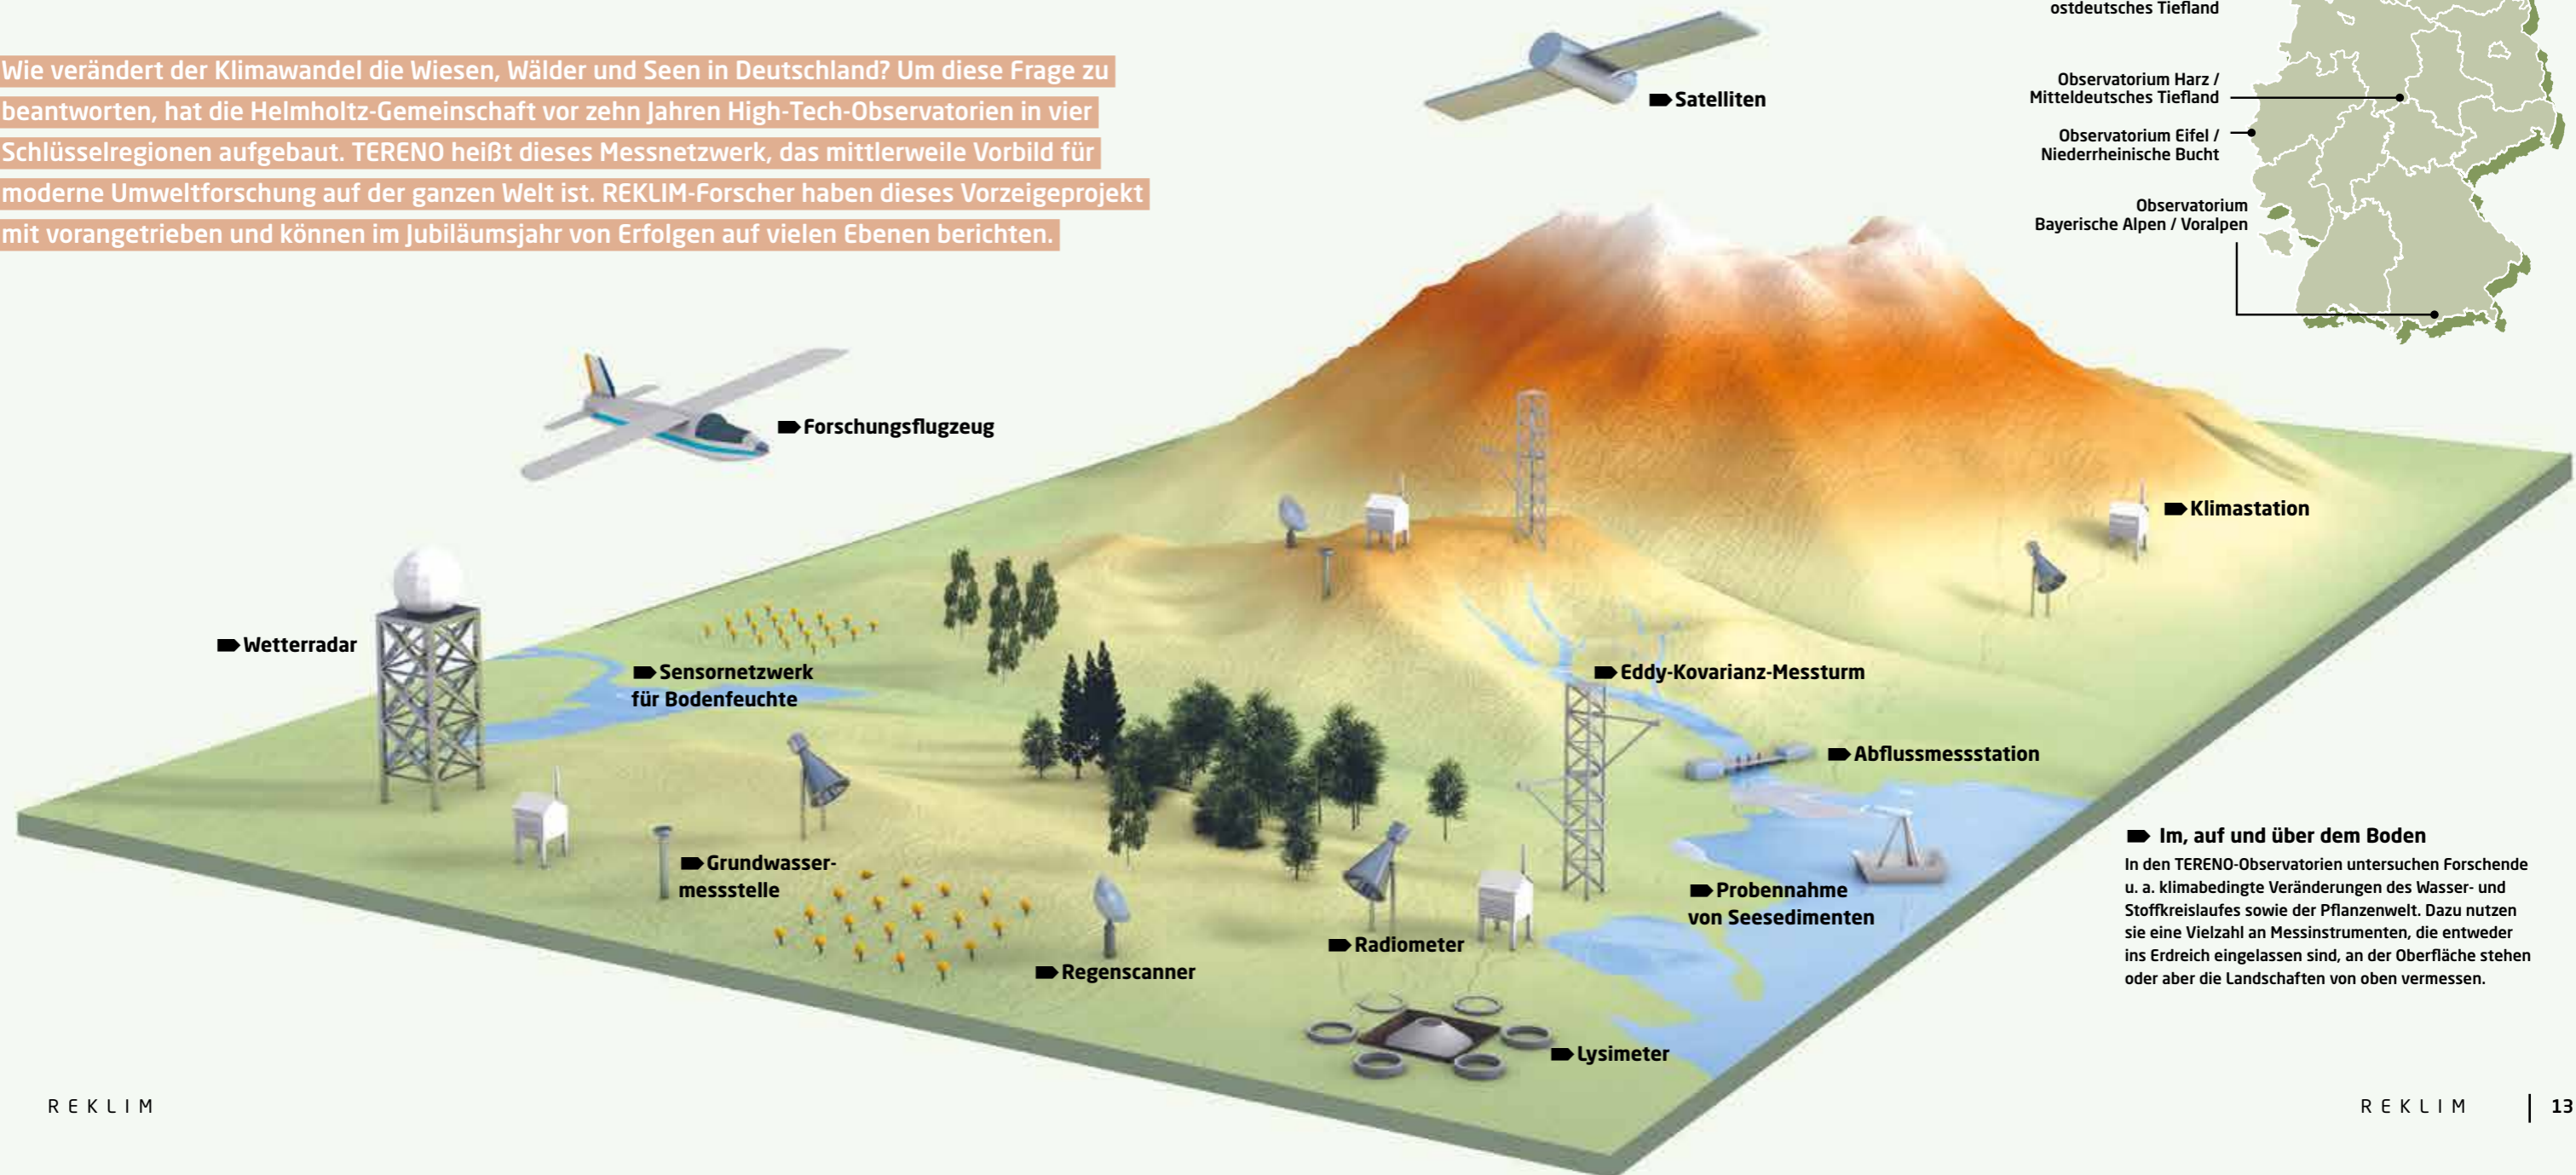 Wie verändert der Klimawandel die Wiesen, Wälder und Seen in Deutschland? Um diese Frage zu
beantworten, hat die Helmholtz-Gemeinschaft vor zehn Jahren High-Tech-Observatorien in vier
Schlüsselregionen aufgebaut. TERENO heißt dieses Messnetzwerk, das mittlerweile Vorbild für
moderne Umweltforschung auf der ganzen Welt ist. REKLIM-Forscher haben dieses Vorzeigeprojekt
mit vorangetrieben und können im Jubiläumsjahr von Erfolgen auf vielen Ebenen berichten.
ostdeutsches Tiefland
Observatorium Harz /
Mitteldeutsches Tiefland
Observatorium Eifel /
Niederrheinische Bucht
Observatorium
Bayerische Alpen / Voralpen
Satelliten
Forschungsflugzeug
Klimastation
Wetterradar
Sensornetzwerk
für Bodenfeuchte
Eddy-Kovarianz-Messturm
Abflussmessstation
Grundwasser-
messstelle
Probennahme
von Seesedimenten
Radiometer
Regenscanner
Lysimeter
Im, auf und über dem Boden
In den TERENO-Observatorien untersuchen Forschende
u. a. klimabedingte Veränderungen des Wasser- und
Stoffkreislaufes sowie der Pflanzenwelt. Dazu nutzen
sie eine Vielzahl an Messinstrumenten, die entweder
ins Erdreich eingelassen sind, an der Oberfläche stehen
oder aber die Landschaften von oben vermessen.
REKLIM
REKLIM | 13